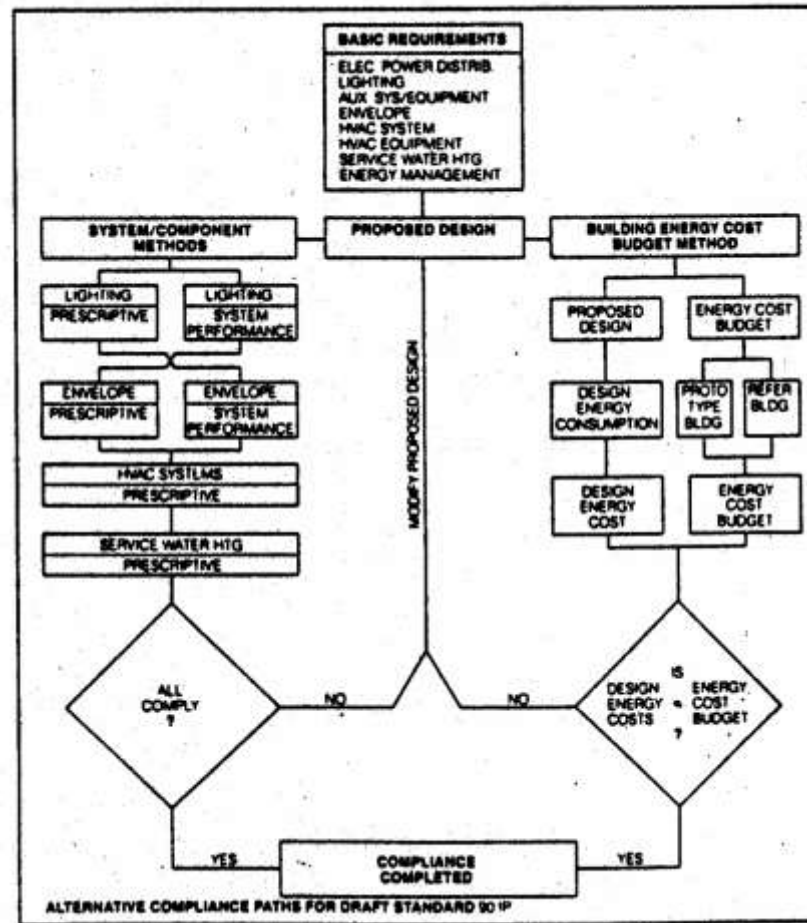 BASIC REQUIREMENTS
ELEC POWER DISTRIB.
LIGHTING
AUX SYS/EQUIPMENT
ENVELOPE
HVAC SYSTEM
HVAC EQUIPMENT
SERVICE WATER HTG
ENERGY MANAGEMENT
SYSTEM/COMPONENT
METHODS
PROPOSED DESIGN
BUILDING ENERGY COST
BUDGET METHOD
LIGHTING
PRESCRIPTIVE
LIGHTING
SYSTEM
PERFORMANCE
ENVELOPE
PRESCRIPTIVE
ENVELOPE
SYSTEM
PERFORMANCE
HVAC SYSTEMS
PRESCRIPTIVE
SERVICE WATER HTG
PRESCRIPTIVE
ALL
COMPLY
?
NO
MODIFY PROPOSED DESIGN
PROPOSED
DESIGN
ENERGY COST
BUDGET
DESIGN
ENERGY
CONSUMPTION
PROTO
TYPE
BLDG
REFER
BLDG
DESIGN
ENERGY
COST
ENERGY
COST
BUDGET
NO
IS
DESIGN ENERGY
ENERGY COST
COSTS BUDGET
?
YES
COMPLIANCE
COMPLETED
YES
ALTERNATIVE COMPLIANCE PATHS FOR DRAFT STANDARD 90 1P